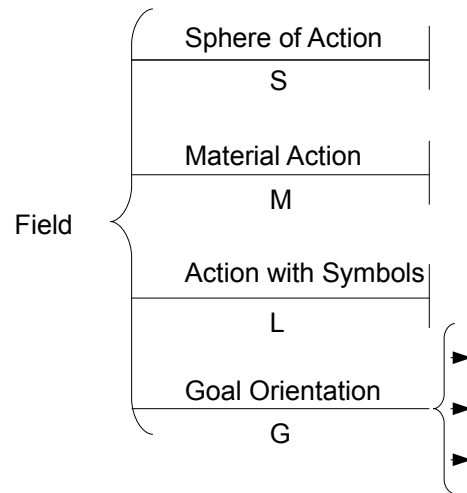 Sphere of Action
S
Material Action
M
Field
Action with Symbols
L
Goal Orientation
G